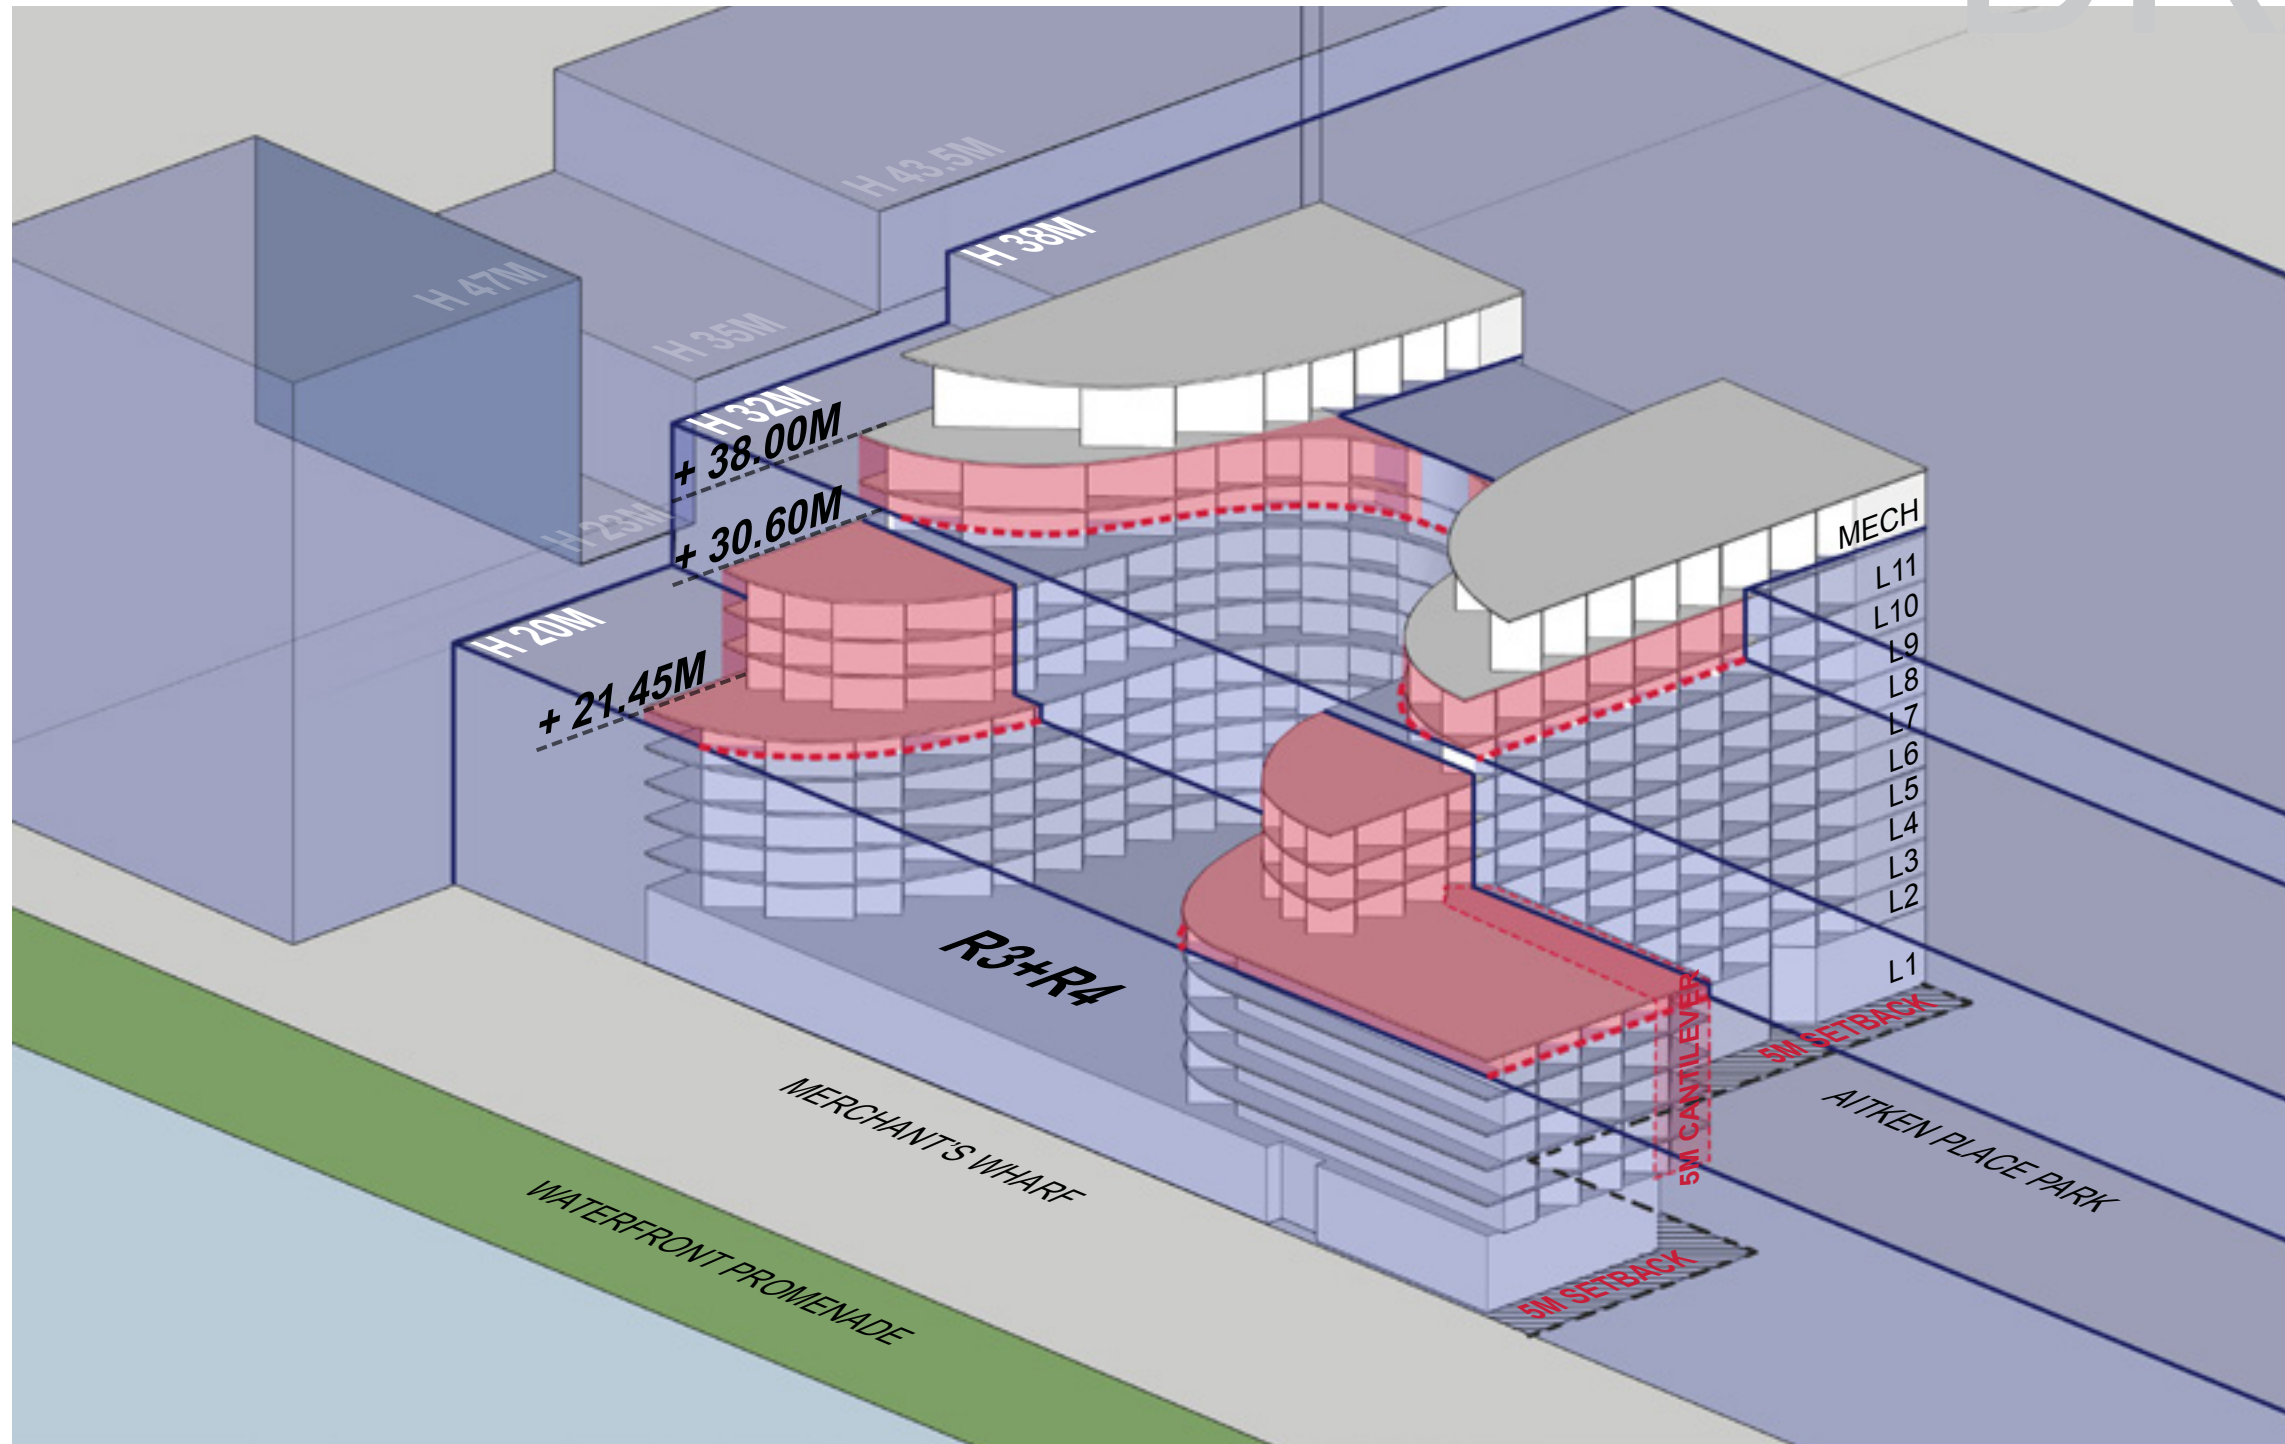 H 43.5M
H 38M
H 47M
H 35M
H 32M
+ 38.00M
H 23M
+ 30.60M
H 20M
+ 21.45M
MECH
L11
L10
L9
L8
L7
L6
L5
L4
L3
L2
L1
R3+R4
5M CANTILEVER
5M SETBACK
5M SETBACK
AITKEN PLACE PARK
MERCHANT'S WHARF
WATERFRONT PROMENADE